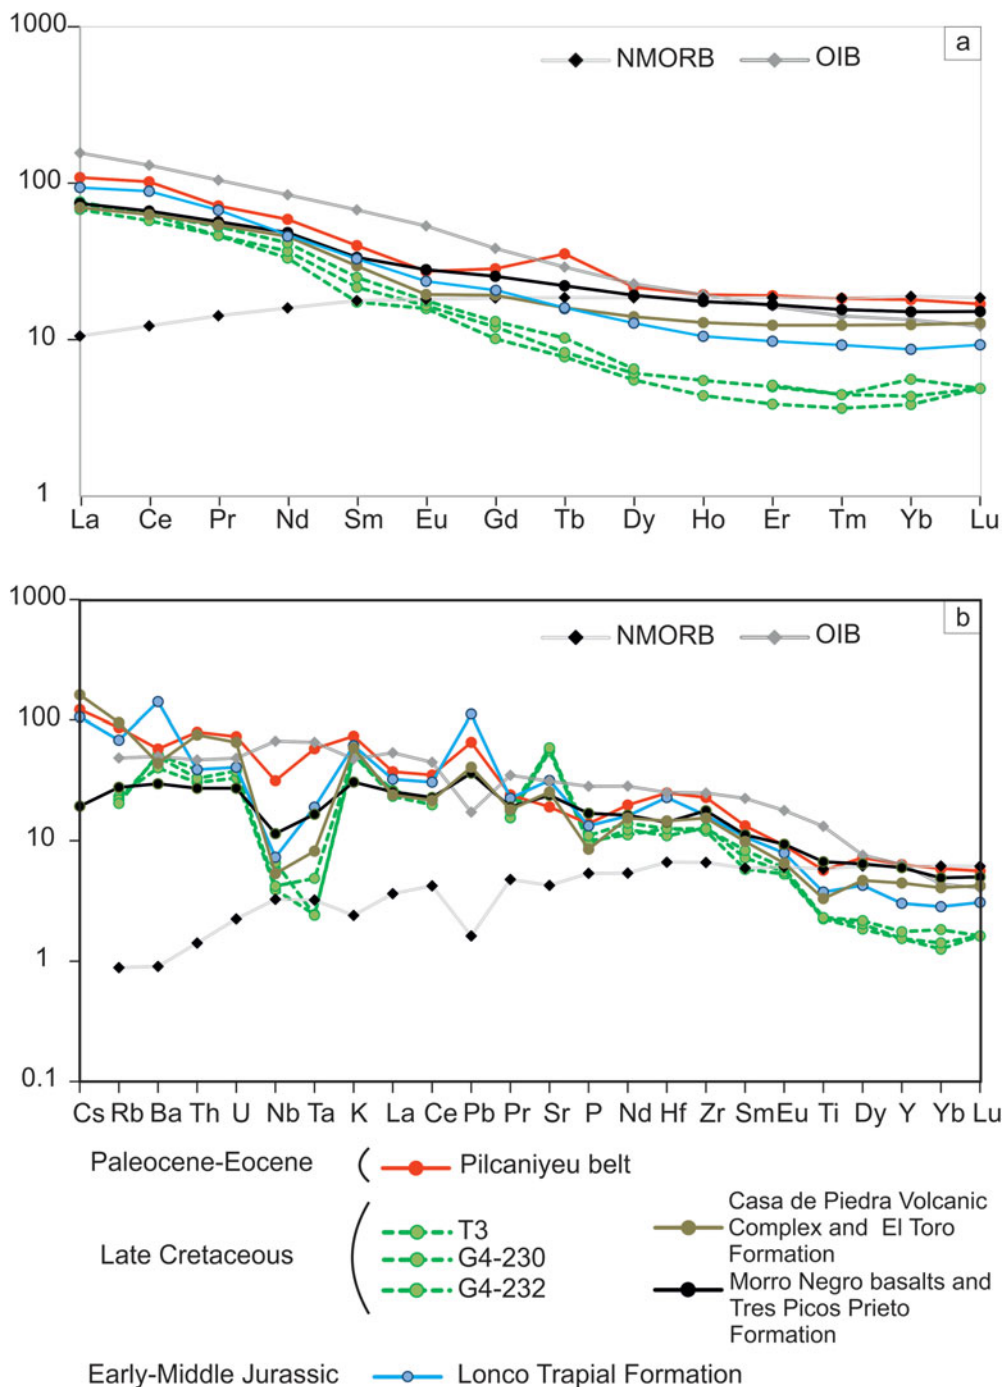 1000
a
NMORB OIB
100
10
1
La Ce Pr Nd Sm Eu Gd Tb Dy Ho Er Tm Yb Lu
1000
b
NMORB OIB
100
10
1
0.1
Cs Rb Ba Th U Nb Ta K La Ce Pb Pr Sr P Nd Hf Zr Sm Eu Ti Dy Y Yb Lu
Paleocene-Eocene
Pilcaniyeu belt
Late Cretaceous
T3
G4-230
G4-232
Casa de Piedra Volcanic
Complex and El Toro
Formation
Morro Negro basalts and
Tres Picos Prieto
Formation
Early-Middle Jurassic
Lonco Trapial Formation